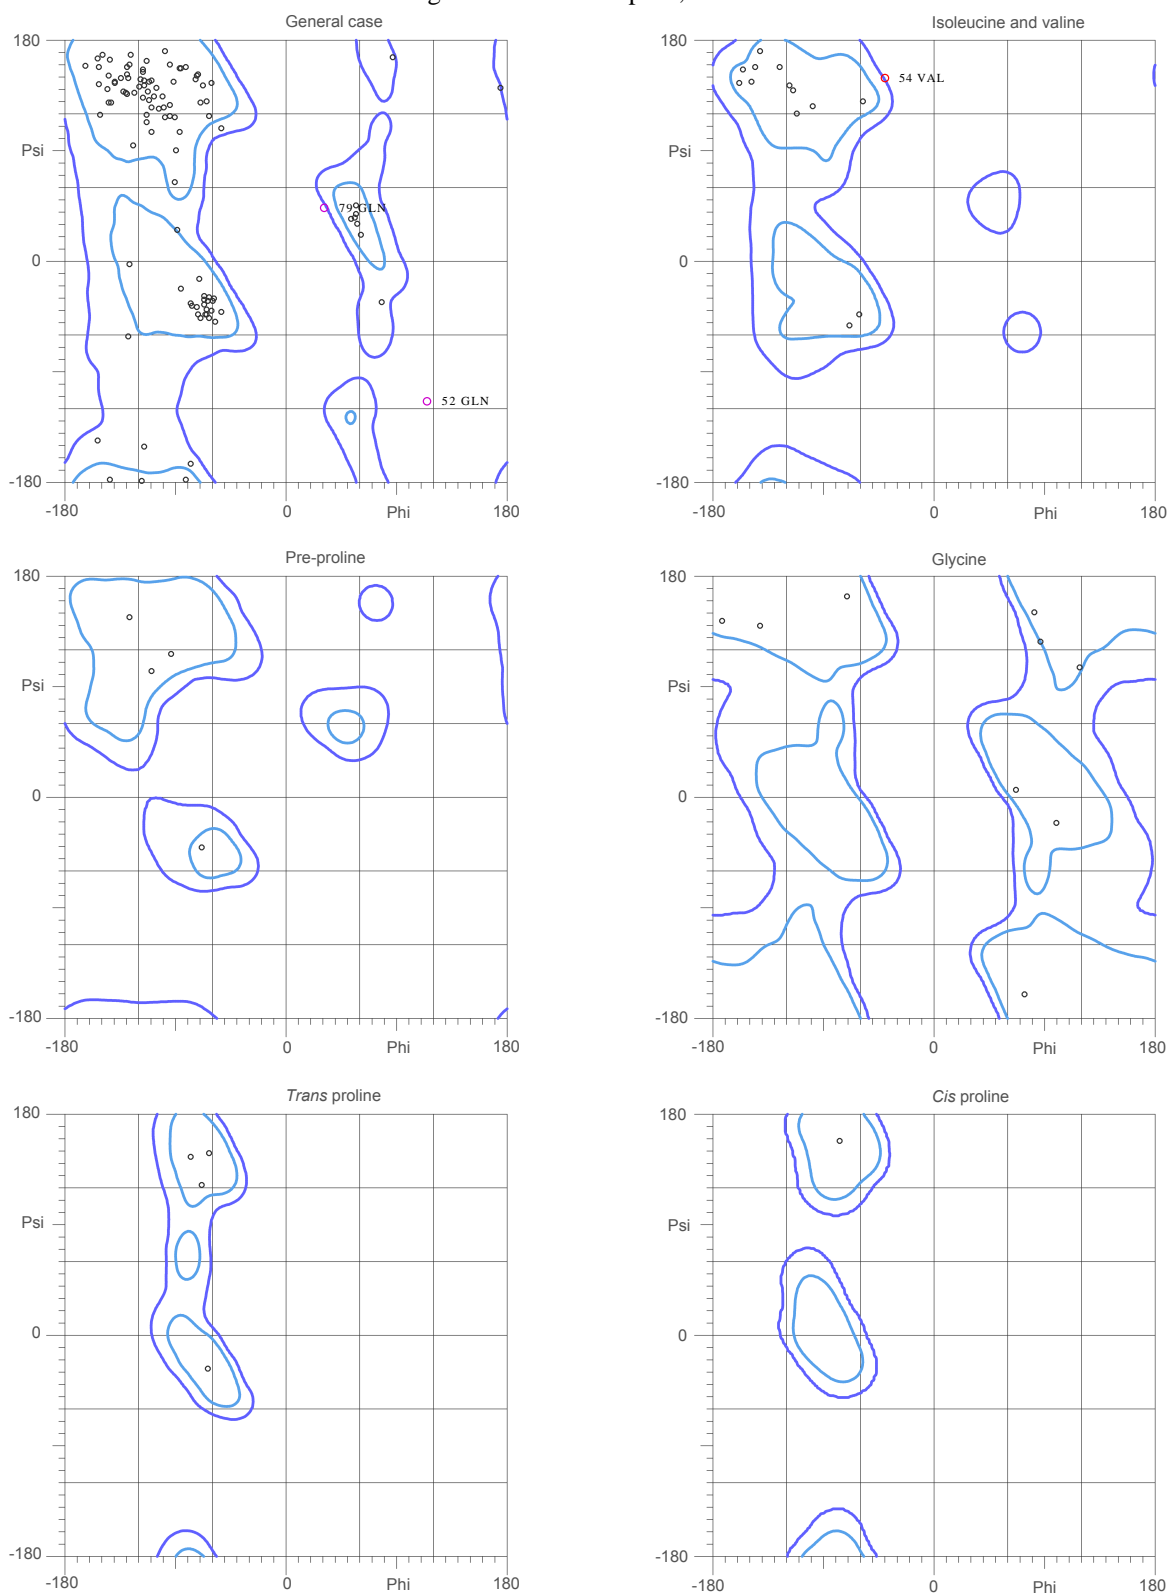 General case
Isoleucine and valine
180
Psi
0
-180
-180
0
Phi
180
79 GLN
52 GLN
180
Psi
0
-180
-180
0
Phi
180
54 VAL
Pre-proline
Glycine
180
Psi
0
-180
-180
0
Phi
180
180
Psi
0
-180
-180
0
Phi
180
Trans proline
Cis proline
180
Psi
0
-180
-180
0
Phi
180
180
Psi
0
-180
-180
0
Phi
180